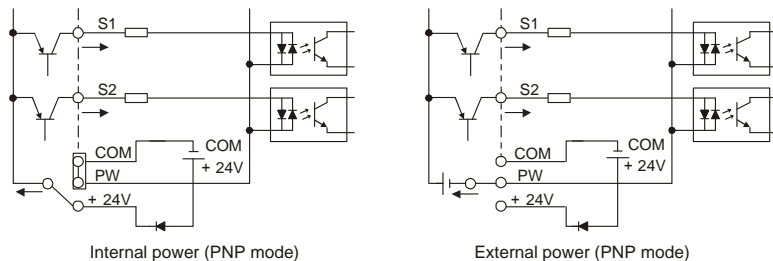 S1
S2
COM
COM
+ 24V
PW
+ 24V
Internal power (PNP mode)
S1
S2
COM
COM
+ 24V
PW
+ 24V
External power (PNP mode)